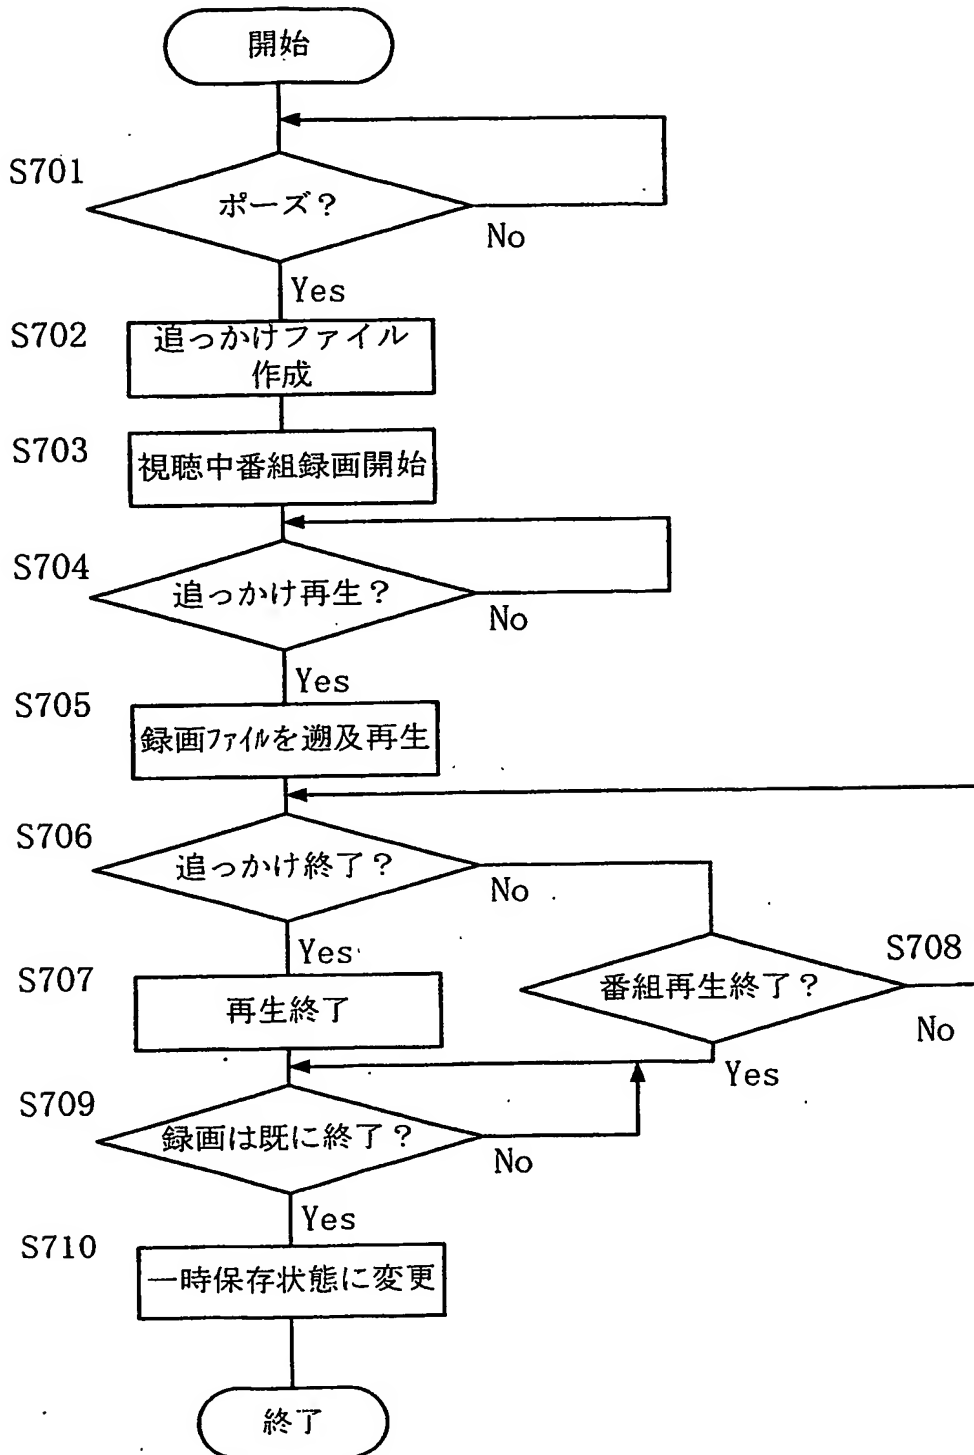 開始
S701
ポーズ?
No
Yes
S702
追っかけファイル
作成
S703
視聴中番組録画開始
S704
追っかけ再生?
No
Yes
S705
録画ファイルを遡及再生
S706
追っかけ終了?
No
Yes
S707
再生終了
S708
番組再生終了?
No
Yes
S709
録画は既に終了?
No
Yes
S710
一時保存状態に変更
終了